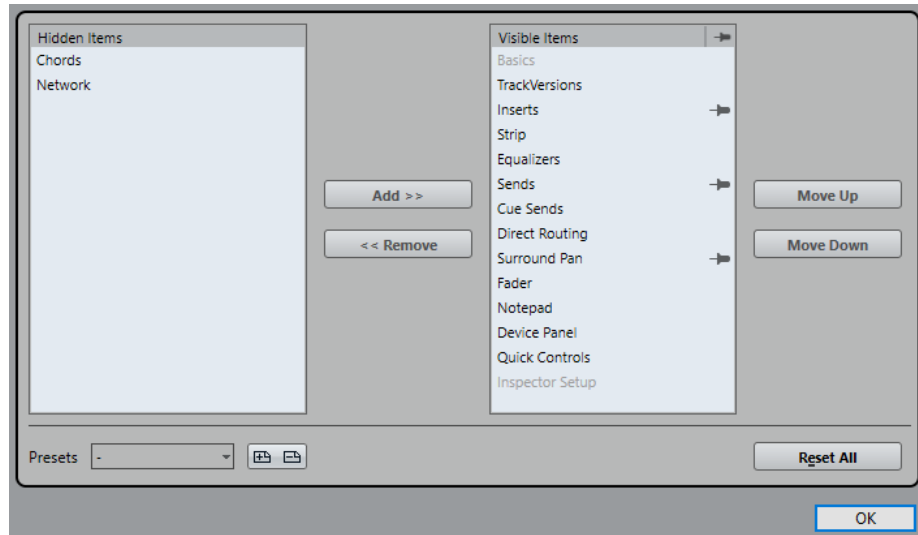 Hidden Items
Chords
Network
Add >>
<< Remove
Visible Items
Basics
TrackVersions
Inserts
Strip
Equalizers
Sends
Cue Sends
Direct Routing
Surround Pan
Fader
Notepad
Device Panel
Quick Controls
Inspector Setup
Move Up
Move Down
Presets -
Reset All
OK